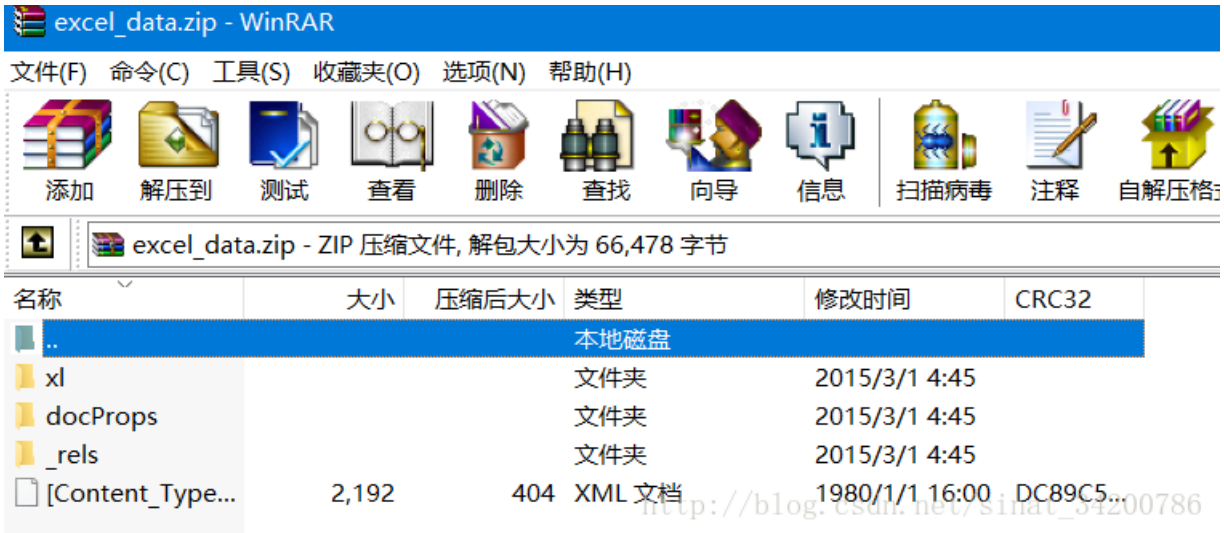 excel_data.zip - WinRAR
文件(F) 命令(C) 工具(S) 收藏夹(O) 选项(N) 帮助(H)
添加 解压到 测试 查看 删除 查找 向导 信息 扫描病毒 注释 自解压格式
excel_data.zip - ZIP 压缩文件, 解包大小为 66,478 字节
名称 大小 压缩后大小 类型 修改时间 CRC32
.. 本地磁盘
xl 文件夹 2015/3/1 4:45
docProps 文件夹 2015/3/1 4:45
_rels 文件夹 2015/3/1 4:45
[Content_Type... 2,192 404 XML 文档 1980/1/1 16:00 DC89C5...
http://blog.csdn.net/sinat_34200786